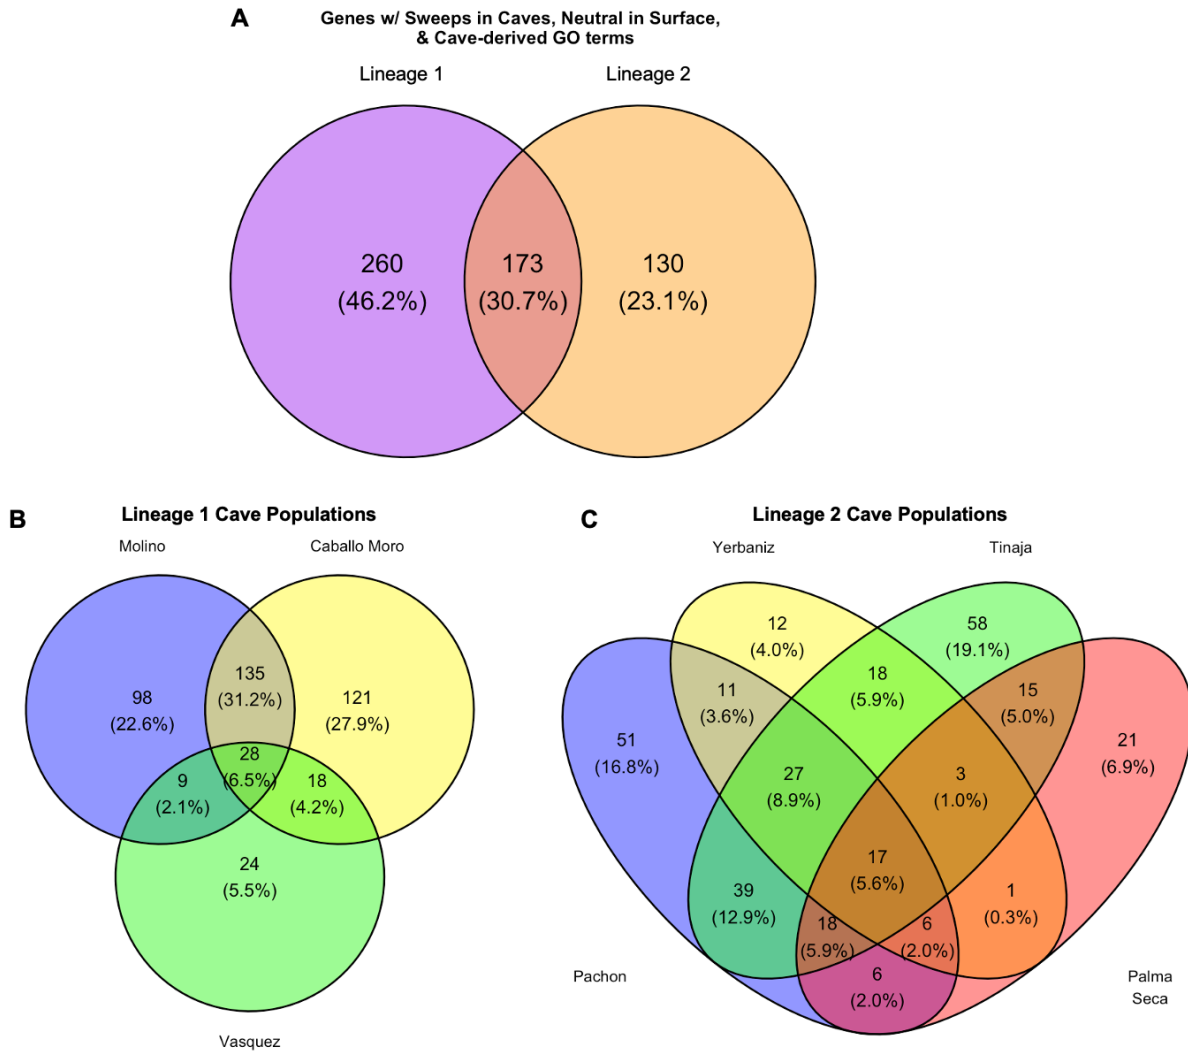 A
Genes w/ Sweeps in Caves, Neutral in Surface,
& Cave-derived GO terms
Lineage 1
Lineage 2
260
(46.2%)
173
(30.7%)
130
(23.1%)
B
Lineage 1 Cave Populations
Molino
Caballo Moro
135
(31.2%)
98
(22.6%)
121
(27.9%)
28
(6.5%)
9
(2.1%)
18
(4.2%)
24
(5.5%)
Vasquez
C
Lineage 2 Cave Populations
Yerbaniz
Tinaja
12
(4.0%)
58
(19.1%)
11
(3.6%)
18
(5.9%)
15
(5.0%)
51
(16.8%)
21
(6.9%)
27
(8.9%)
3
(1.0%)
17
(5.6%)
39
(12.9%)
1
(0.3%)
18
(5.9%)
6
(2.0%)
6
(2.0%)
Pachon
Palma
Seca